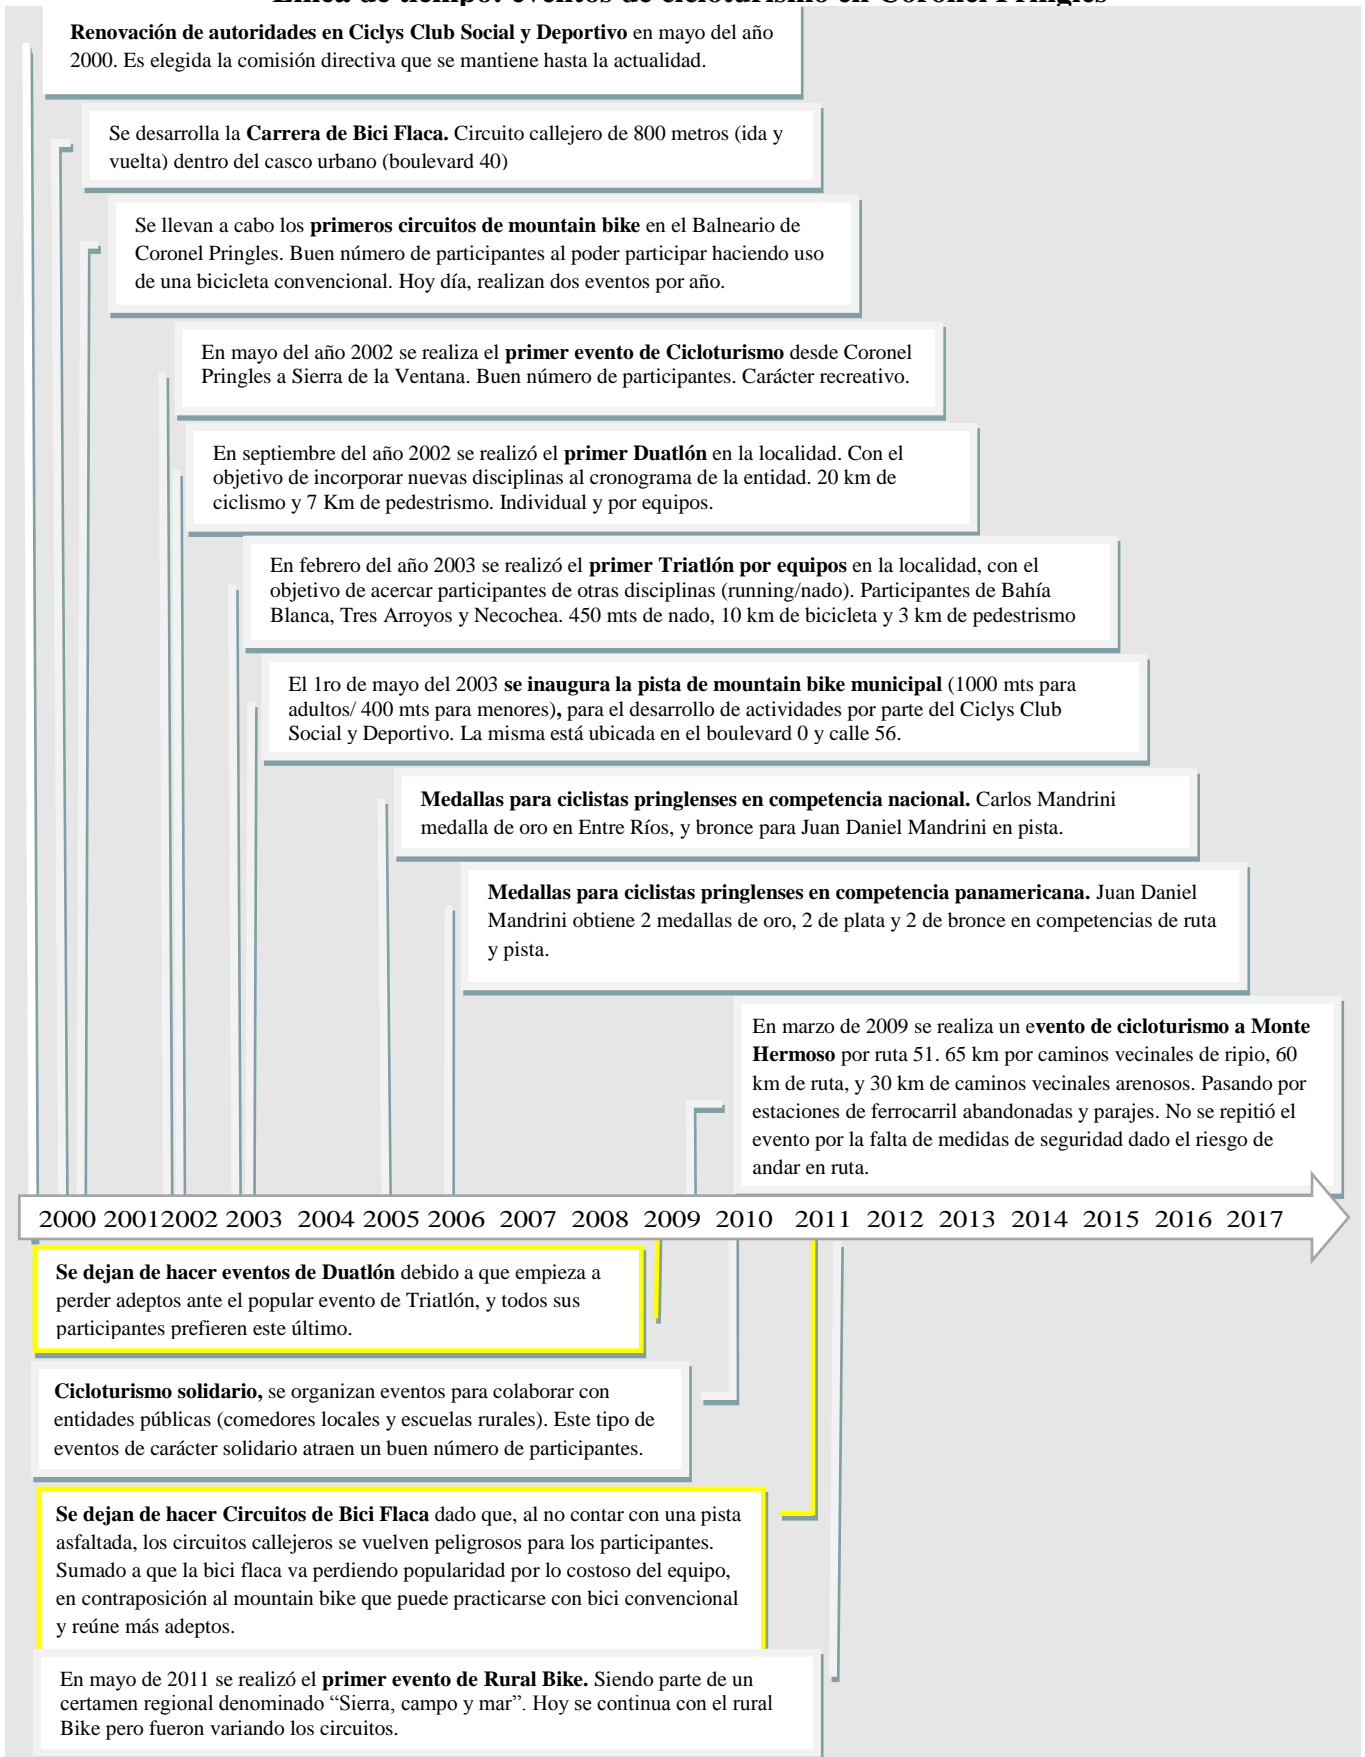 Línea de tiempo: eventos de cicloturismo en Coronel Pringles
Renovación de autoridades en Ciclys Club Social y Deportivo en mayo del año
2000. Es elegida la comisión directiva que se mantiene hasta la actualidad.
Se desarrolla la Carrera de Bici Flaca. Circuito callejero de 800 metros (ida y
vuelta) dentro del casco urbano (boulevard 40)
Se llevan a cabo los primeros circuitos de mountain bike en el Balneario de
Coronel Pringles. Buen número de participantes al poder participar haciendo uso
de una bicicleta convencional. Hoy día, realizan dos eventos por año.
En mayo del año 2002 se realiza el primer evento de Cicloturismo desde Coronel
Pringles a Sierra de la Ventana. Buen número de participantes. Carácter recreativo.
En septiembre del año 2002 se realizó el primer Duatlón en la localidad. Con el
objetivo de incorporar nuevas disciplinas al cronograma de la entidad. 20 km de
ciclismo y 7 Km de pedestrismo. Individual y por equipos.
En febrero del año 2003 se realizó el primer Triatlón por equipos en la localidad, con el
objetivo de acercar participantes de otras disciplinas (running/nado). Participantes de Bahía
Blanca, Tres Arroyos y Necochea. 450 mts de nado, 10 km de bicicleta y 3 km de pedestrismo
El 1ro de mayo del 2003 se inaugura la pista de mountain bike municipal (1000 mts para
adultos/ 400 mts para menores), para el desarrollo de actividades por parte del Ciclys Club
Social y Deportivo. La misma está ubicada en el boulevard 0 y calle 56.
Medallas para ciclistas pringlenses en competencia nacional. Carlos Mandrini
medalla de oro en Entre Ríos, y bronce para Juan Daniel Mandrini en pista.
Medallas para ciclistas pringlenses en competencia panamericana. Juan Daniel
Mandrini obtiene 2 medallas de oro, 2 de plata y 2 de bronce en competencias de ruta
y pista.
En marzo de 2009 se realiza un evento de cicloturismo a Monte
Hermoso por ruta 51. 65 km por caminos vecinales de ripio, 60
km de ruta, y 30 km de caminos vecinales arenosos. Pasando por
estaciones de ferrocarril abandonadas y parajes. No se repitió el
evento por la falta de medidas de seguridad dado el riesgo de
andar en ruta.
2000 2001 2002 2003 2004 2005 2006 2007 2008 2009 2010 2011 2012 2013 2014 2015 2016 2017
Se dejan de hacer eventos de Duatlón debido a que empieza a
perder adeptos ante el popular evento de Triatlón, y todos sus
participantes prefieren este último.
Cicloturismo solidario, se organizan eventos para colaborar con
entidades públicas (comedores locales y escuelas rurales). Este tipo de
eventos de carácter solidario atraen un buen número de participantes.
Se dejan de hacer Circuitos de Bici Flaca dado que, al no contar con una pista
asfaltada, los circuitos callejeros se vuelven peligrosos para los participantes.
Sumado a que la bici flaca va perdiendo popularidad por lo costoso del equipo,
en contraposición al mountain bike que puede practicarse con bici convencional
y reúne más adeptos.
En mayo de 2011 se realizó el primer evento de Rural Bike. Siendo parte de un
certamen regional denominado “Sierra, campo y mar”. Hoy se continua con el rural
Bike pero fueron variando los circuitos.